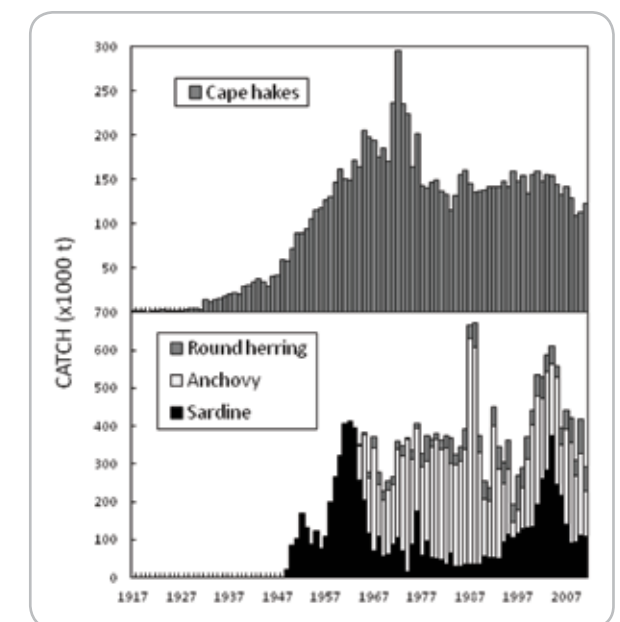 300
250
200
150
100
50
Cape hakes
CATCH (x1000 t)
700
600
500
400
300
200
100
0
Round herring
Anchovy
Sardine
1917 1927 1937 1947 1957 1967 1977 1987 1997 2007